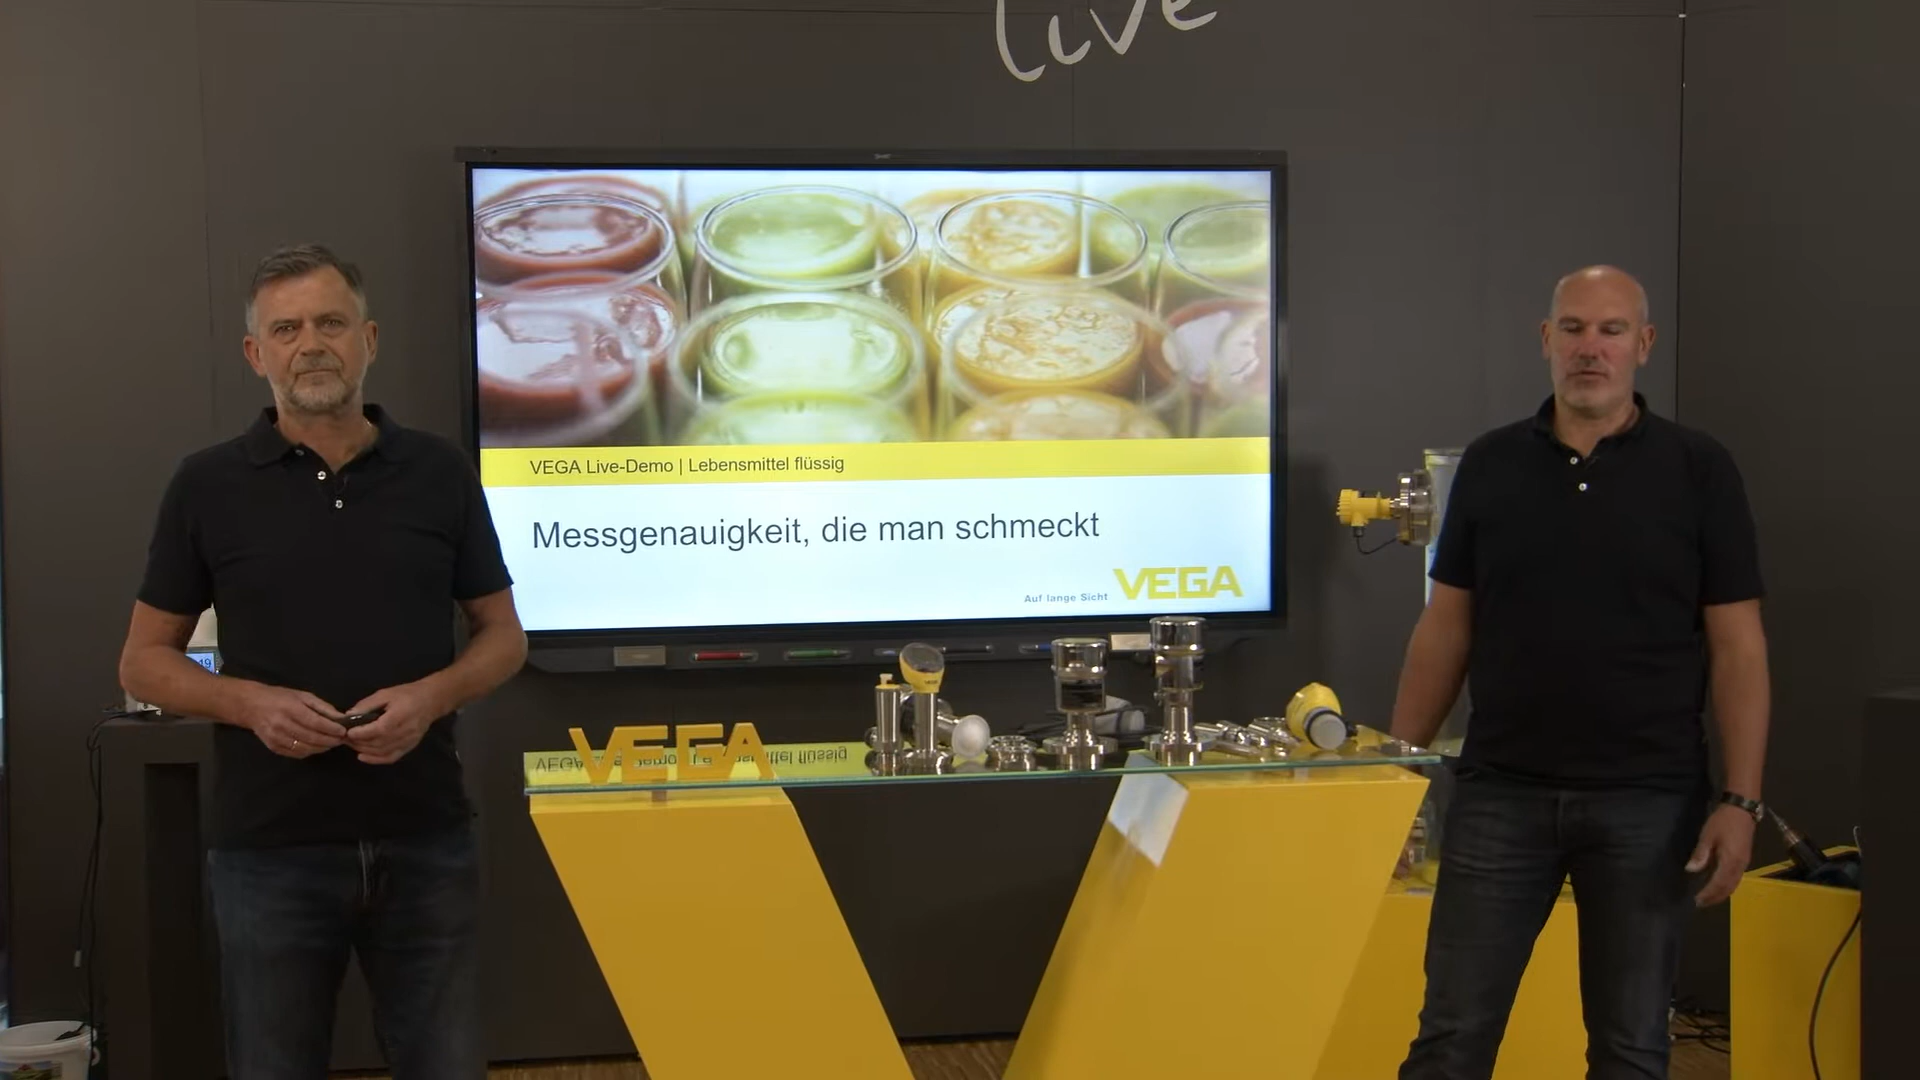 live
VEGA Live-Demo | Lebensmittel flüssig
Messgenauigkeit, die man schmeckt
Auf lange Sicht VEGA
VEGA